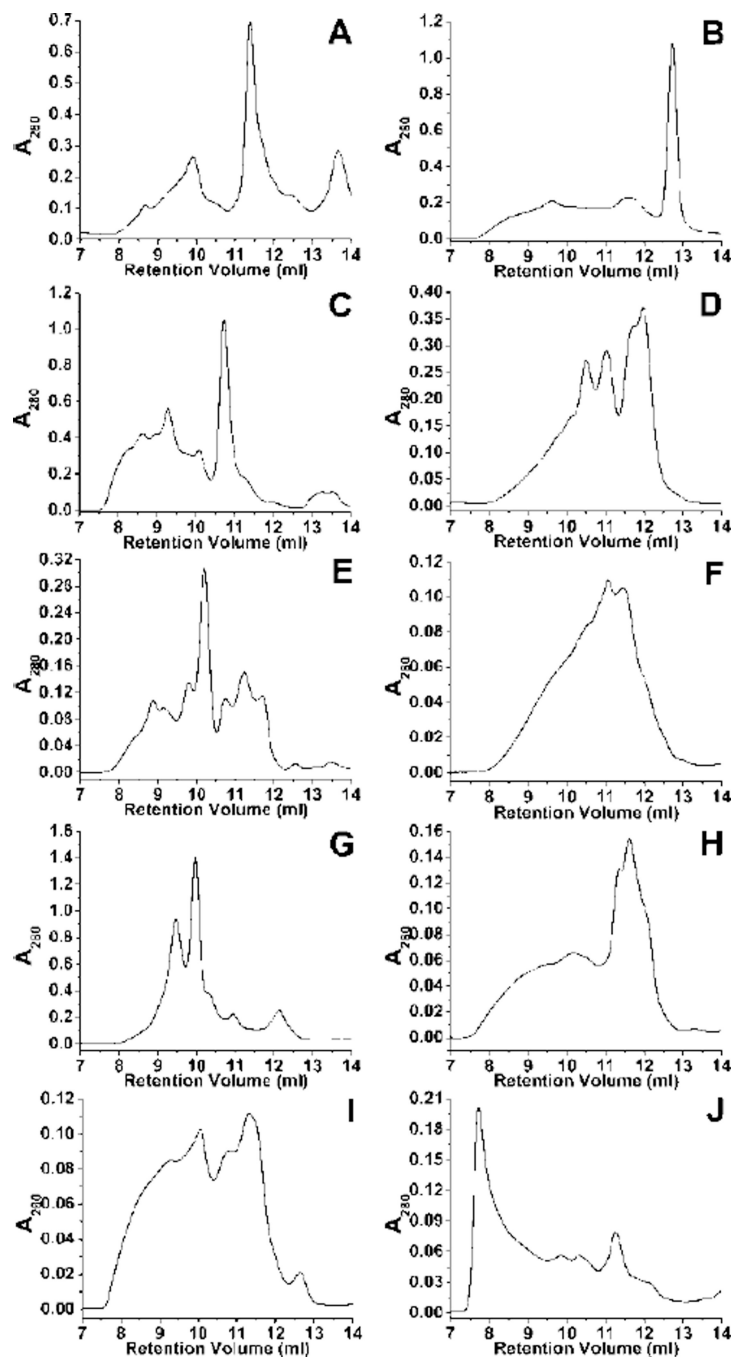 A
0.7
0.6
0.5
0.4
0.3
0.2
0.1
0.0
A280
7 8 9 10 11 12 13 14
Retention Volume (ml)
B
1.2
1.0
0.8
0.6
0.4
0.2
0.0
A280
7 8 9 10 11 12 13 14
Retention Volume (ml)
C
1.2
1.0
0.8
0.6
0.4
0.2
0.0
A280
7 8 9 10 11 12 13 14
Retention Volume (ml)
D
0.40
0.35
0.30
0.25
0.20
0.15
0.10
0.05
0.00
A280
7 8 9 10 11 12 13 14
Retention Volume (ml)
E
0.32
0.28
0.24
0.20
0.16
0.12
0.08
0.04
0.00
A280
7 8 9 10 11 12 13 14
Retention Volume (ml)
F
0.12
0.10
0.08
0.06
0.04
0.02
0.00
A280
7 8 9 10 11 12 13 14
Retention Volume (ml)
G
1.6
1.4
1.2
1.0
0.8
0.6
0.4
0.2
0.0
A280
7 8 9 10 11 12 13 14
Retention Volume (ml)
H
0.16
0.14
0.12
0.10
0.08
0.06
0.04
0.02
0.00
A280
7 8 9 10 11 12 13 14
Retention Volume (ml)
I
0.12
0.10
0.08
0.06
0.04
0.02
0.00
A280
7 8 9 10 11 12 13 14
Retention Volume (ml)
J
0.21
0.18
0.15
0.12
0.09
0.06
0.03
0.00
A280
7 8 9 10 11 12 13 14
Retention Volume (ml)